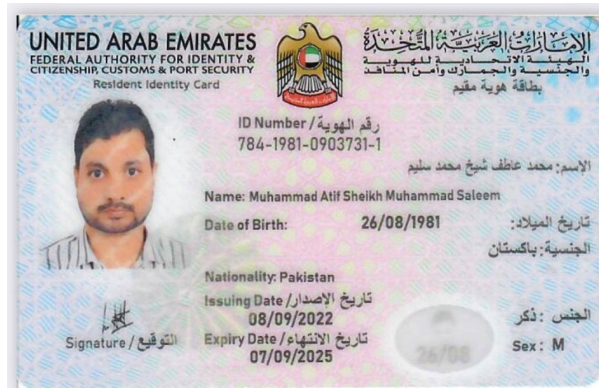 UNITED ARAB EMIRATES
FEDERAL AUTHORITY FOR IDENTITY &
CITIZENSHIP, CUSTOMS & PORT SECURITY
Resident Identity Card
الإمارات العربية المتحدة
الهيئة الاتحادية للهوية
والجنسية والجمارك وأمن المنافذ
بطاقة هوية مقيم
ID Number / رقم الهوية
784-1981-0903731-1
الإسم: محمد عاطف شيخ محمد سليم
Name: Muhammad Atif Sheikh Muhammad Saleem
Date of Birth: 26/08/1981 تاريخ الميلاد:
الجنسية: باكستان
Nationality: Pakistan
Issuing Date / تاريخ الإصدار
08/09/2022
Expiry Date / تاريخ الانتهاء
07/09/2025
الجنس : ذكر
Sex: M
Signature / التوقيع
26/08